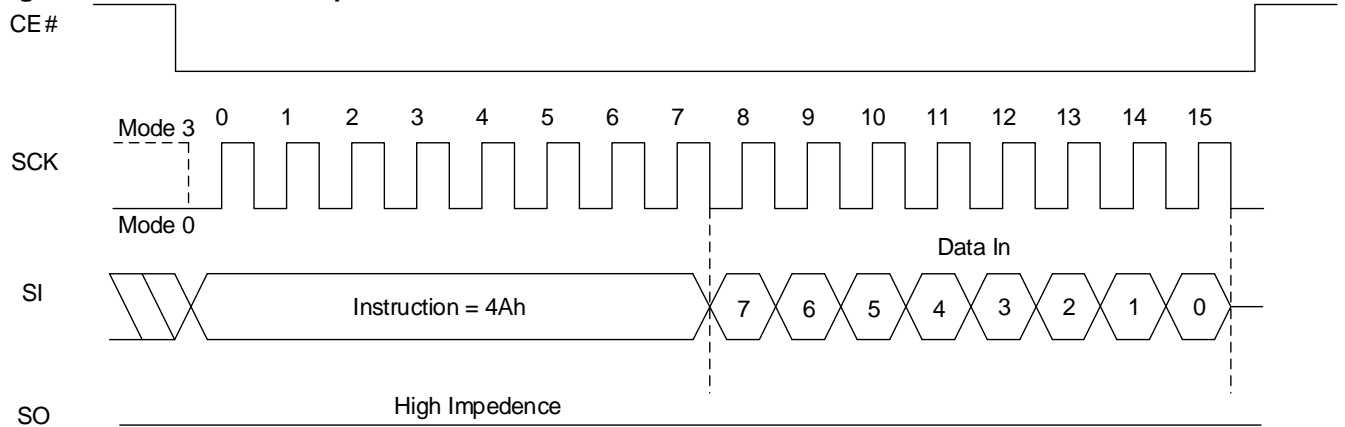 CE#
Mode 3
0 1 2 3 4 5 6 7 8 9 10 11 12 13 14 15
SCK
Mode 0
Data In
SI
Instruction = 4Ah
7 6 5 4 3 2 1 0
High Impedence
SO